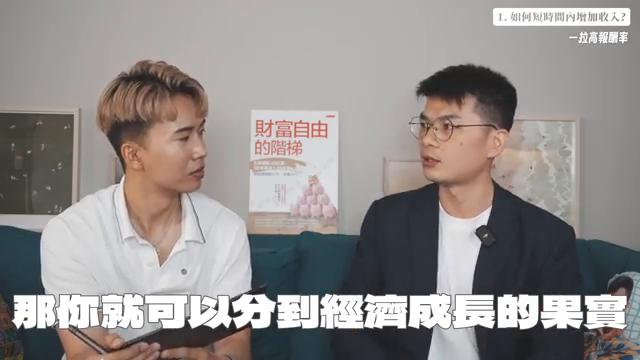 1. 如何短時間內增加收入?
一拉高報酬率
財富自由
的階梯
那你就可以分到經濟成長的果實